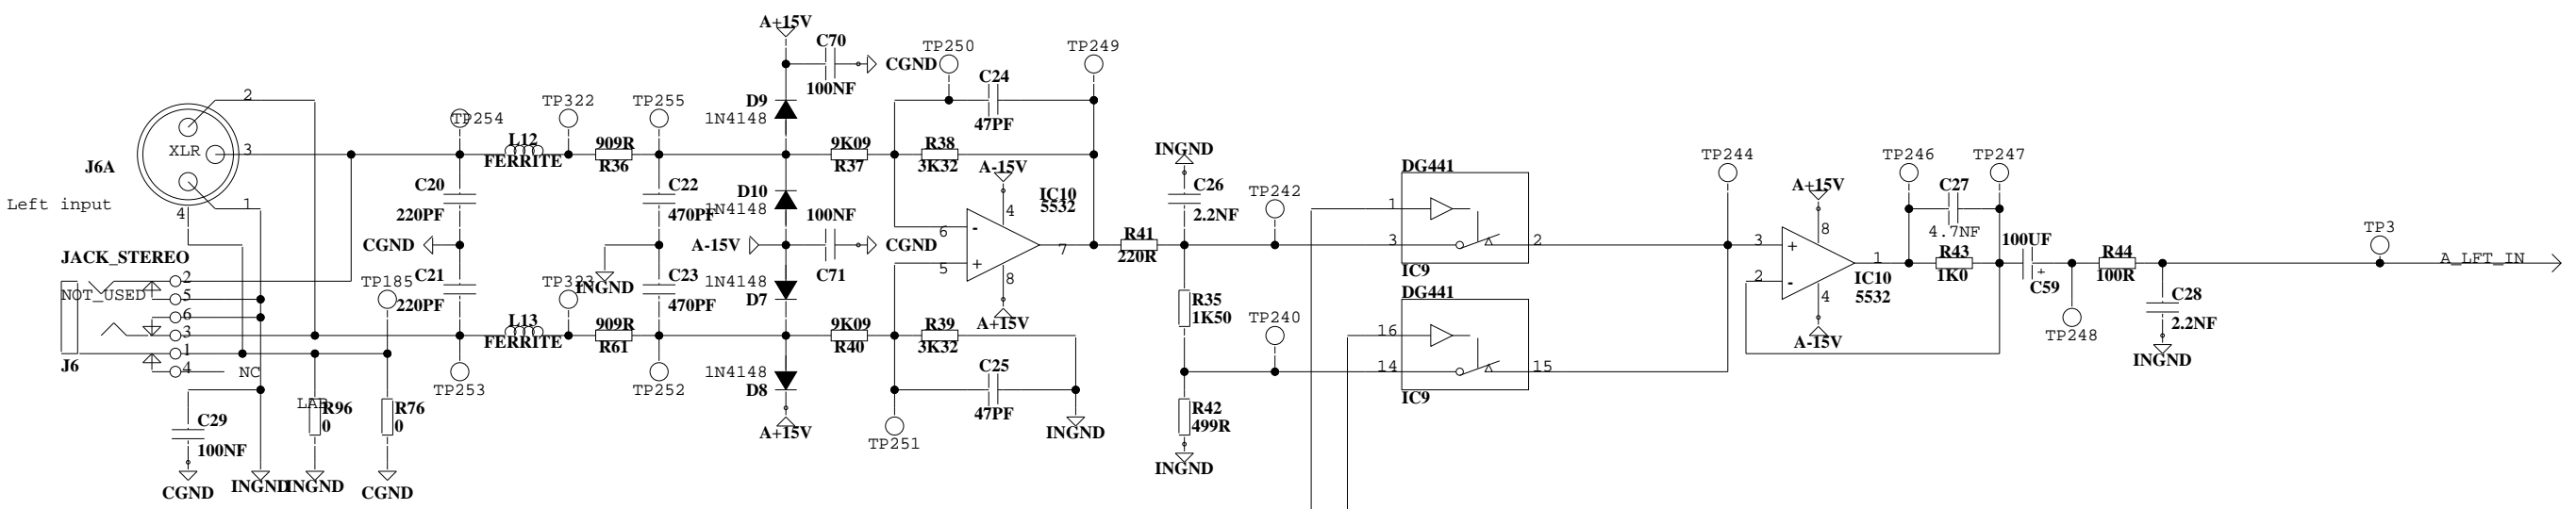 A+15V
C70
CGND
100NF
TP250
TP249
C24
47PF
2
XLR
3
J6A
1
4
Left input
TP254
L12
FERRITE
TP322
909R
R36
TP255
D9
1N4148
9K09
R37
R38
3K32
A-15V
4
IC10
5532
C20
220PF
C22
470PF
D10
1N4148
100NF
A-15V
CGND
C71
CGND
6
-
5
+
7
8
A+15V
JACK_STEREO
NOT_USED
2
5
6
3
1
4
NC
J6
TP185
C21
220PF
INGND
TP323
C23
470PF
1N4148
D7
L13
FERRITE
909R
R61
9K09
R40
R39
3K32
TP253
TP252
1N4148
D8
A+15V
C25
47PF
TP251
INGND
C29
100NF
CGND
INGND
LAB
R96
0
INGND
R76
0
CGND
R41
220R
INGND
C26
2.2NF
TP242
R35
1K50
TP240
R42
499R
INGND
DG441
1
3
2
IC9
DG441
16
14
15
IC9
TP244
A+15V
3
+
2
-
8
4
1
A-15V
IC10
5532
TP246
TP247
C27
4.7NF
R43
1K0
100UF
+
C59
TP248
R44
100R
C28
2.2NF
INGND
TP3
A_LFT_IN